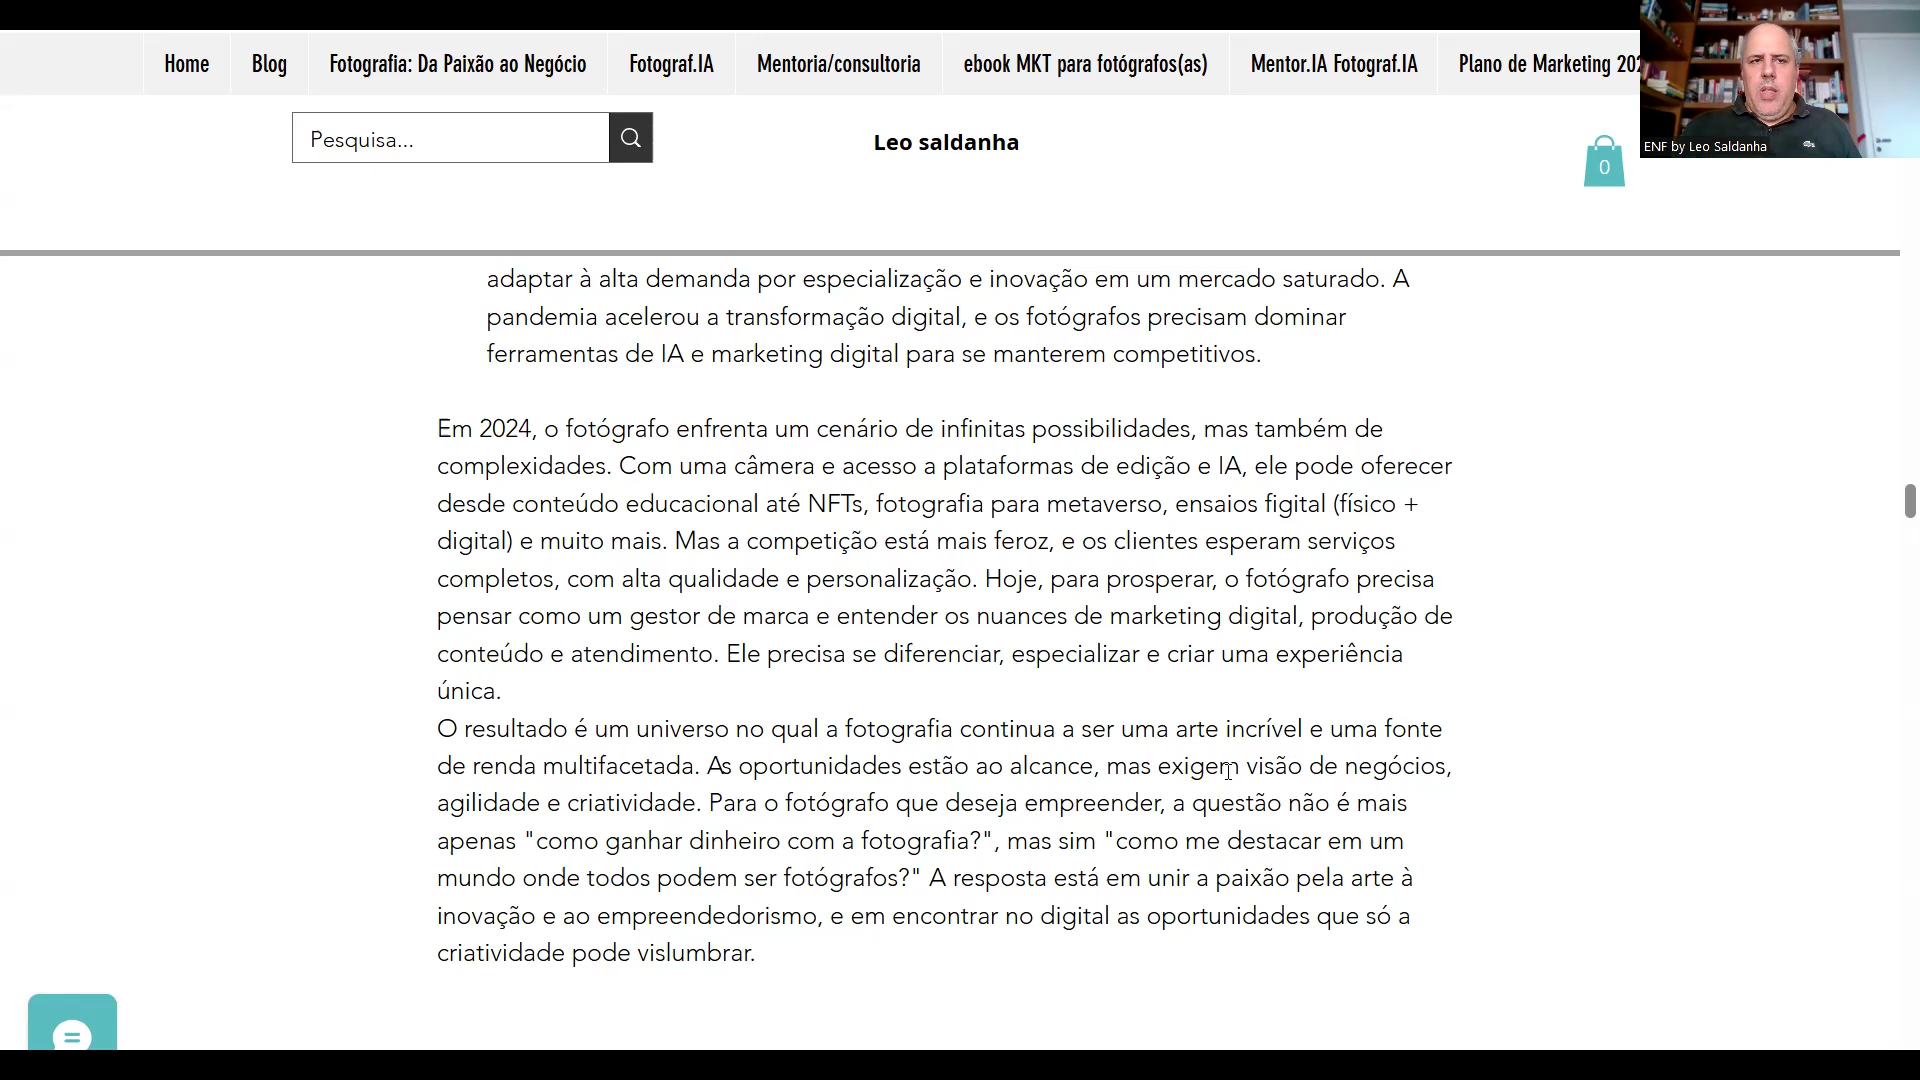 Home
Blog
Fotografia: Da Paixão ao Negócio
Fotograf.IA
Mentoria/consultoria
ebook MKT para fotógrafos(as)
Mentor.IA Fotograf.IA
Plano de Marketing 202
ENF by Leo Saldanha
Pesquisa...
Leo saldanha
0
adaptar à alta demanda por especialização e inovação em um mercado saturado. A
pandemia acelerou a transformação digital, e os fotógrafos precisam dominar
ferramentas de IA e marketing digital para se manterem competitivos.
Em 2024, o fotógrafo enfrenta um cenário de infinitas possibilidades, mas também de
complexidades. Com uma câmera e acesso a plataformas de edição e IA, ele pode oferecer
desde conteúdo educacional até NFTs, fotografia para metaverso, ensaios figital (físico +
digital) e muito mais. Mas a competição está mais feroz, e os clientes esperam serviços
completos, com alta qualidade e personalização. Hoje, para prosperar, o fotógrafo precisa
pensar como um gestor de marca e entender os nuances de marketing digital, produção de
conteúdo e atendimento. Ele precisa se diferenciar, especializar e criar uma experiência
única.
O resultado é um universo no qual a fotografia continua a ser uma arte incrível e uma fonte
de renda multifacetada. As oportunidades estão ao alcance, mas exigem visão de negócios,
agilidade e criatividade. Para o fotógrafo que deseja empreender, a questão não é mais
apenas "como ganhar dinheiro com a fotografia?", mas sim "como me destacar em um
mundo onde todos podem ser fotógrafos?" A resposta está em unir a paixão pela arte à
inovação e ao empreendedorismo, e em encontrar no digital as oportunidades que só a
criatividade pode vislumbrar.